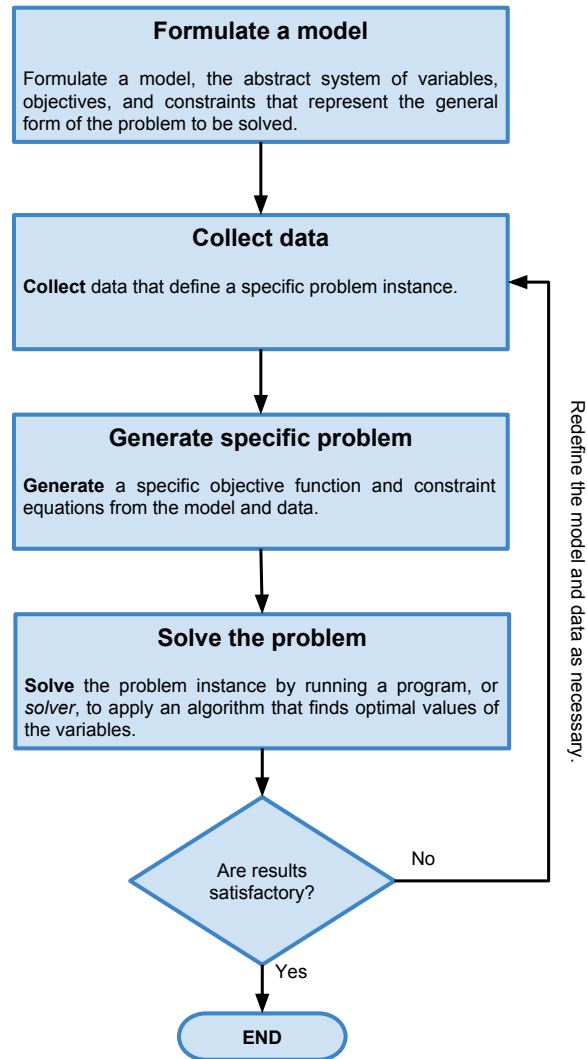 Formulate a model
Formulate a model, the abstract system of variables,
objectives, and constraints that represent the general
form of the problem to be solved.
Collect data
Collect data that define a specific problem instance.
Generate specific problem
Generate a specific objective function and constraint
equations from the model and data.
Solve the problem
Solve the problem instance by running a program, or
solver, to apply an algorithm that finds optimal values of
the variables.
Are results
satisfactory?
No
Redefine the model and data as necessary.
Yes
END